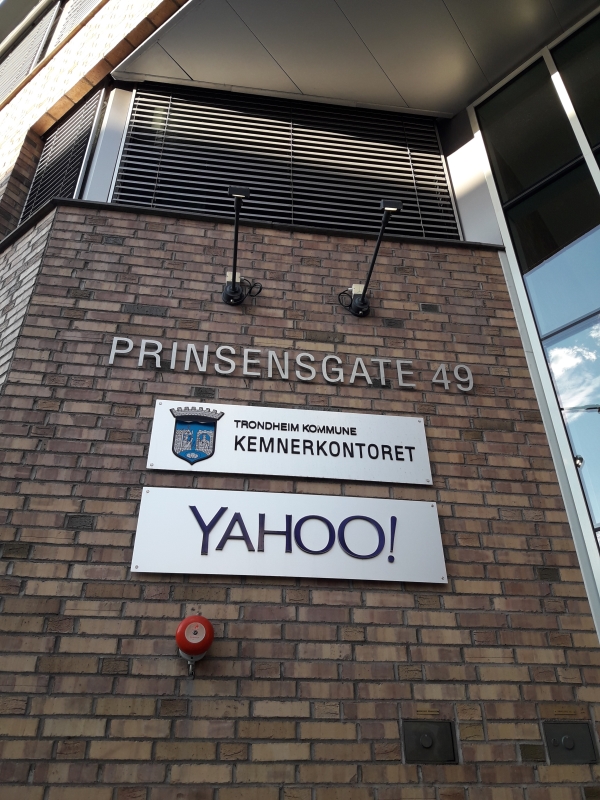 PRINSENSGATE 49
TRONDHEIM KOMMUNE
KEMNERKONTORET
YAHOO!